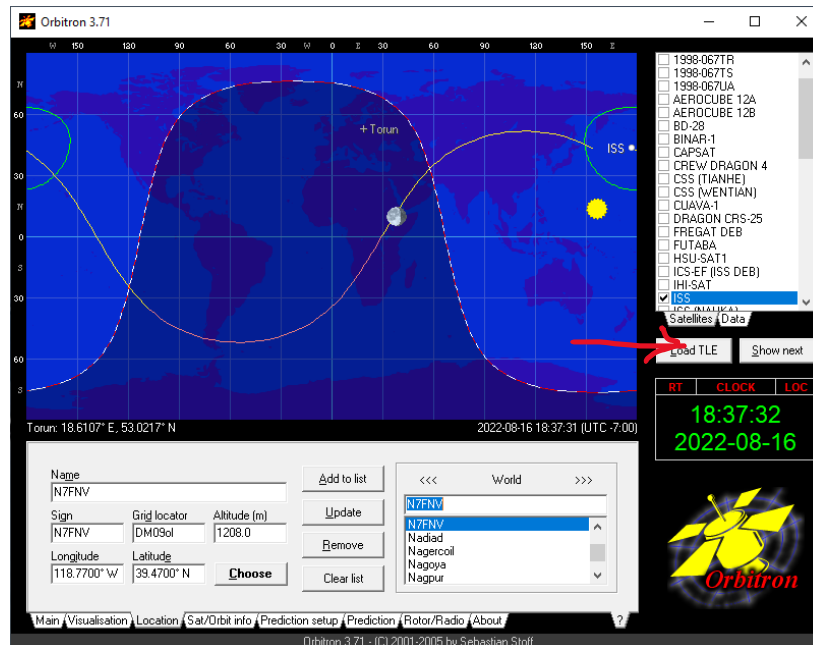 Orbitron 3.71
W 150 120 90 60 30 W 0 E 30 60 90 120 150 E
N
60
30
N
0
S
30
60
S
+ Torun
ISS
Torun: 18.6107° E, 53.0217° N
2022-08-16 18:37:31 (UTC -7:00)
1998-067TR
1998-067TS
1998-067UA
AEROCUBE 12A
AEROCUBE 12B
BD-28
BINAR-1
CAPSAT
CREW DRAGON 4
CSS (TIANHE)
CSS (WENTIAN)
CUAVA-1
DRAGON CRS-25
FREGAT DEB
FUTABA
HSU-SAT1
ICS-EF (ISS DEB)
IHI-SAT
ISS
ISS (NAUKA)
Satellites Data
Load TLE Show next
RT CLOCK LOC
18:37:32
2022-08-16
Name
N7FNV
Sign Grid locator Altitude (m)
N7FNV DM09ol 1208.0
Longitude Latitude
118.7700° W 39.4700° N Choose
Add to list
Update
Remove
Clear list
<<< World >>>
N7FNV
N7FNV
Nadiad
Nagercoil
Nagoya
Nagpur
Orbitron
Main Visualisation Location Sat/Orbit info Prediction setup Prediction Rotor/Radio About ?
Orbitron 3.71 - (C) 2001-2005 by Sebastian Stoff